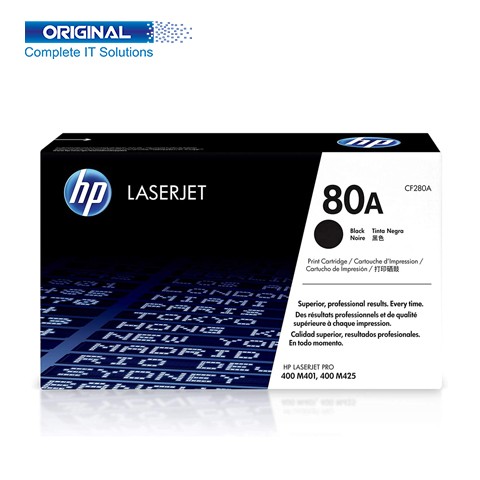 ORIGINAL
Complete IT Solutions
hp
LASERJET
80A
CF280A
Black Tinta Negra
Noire 黑色
Print Cartridge / Cartouche d'Impression /
Cartucho de Impresión / 打印硒鼓
Superior, professional results. Every time.
Des résultats professionnels et de qualité
supérieure à chaque impression.
Calidad superior, resultados profesionales.
En todo momento.
HP LASERJET PRO
400 M401, 400 M425